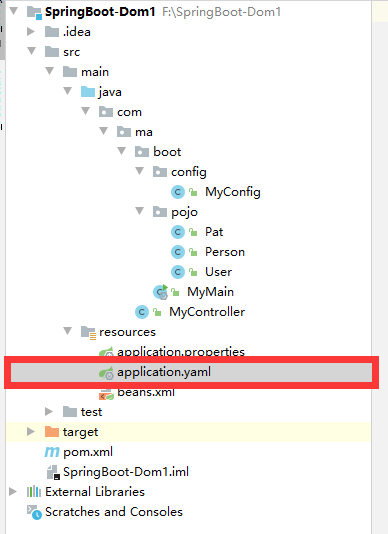 SpringBoot-Dom1 F:\SpringBoot-Dom1
.idea
src
main
java
com
ma
boot
config
MyConfig
pojo
Pat
Person
User
MyMain
MyController
resources
application.properties
application.yaml
beans.xml
test
target
pom.xml
SpringBoot-Dom1.iml
External Libraries
Scratches and Consoles